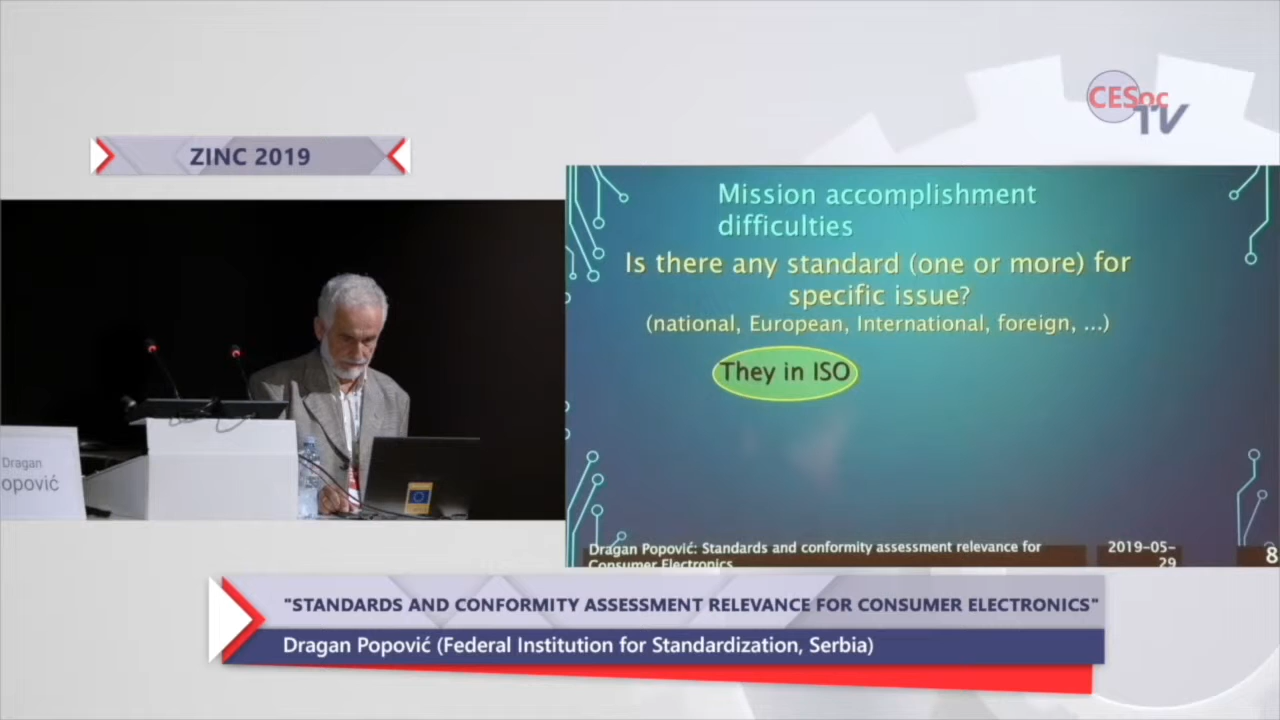 CESoc
TV
ZINC 2019
Mission accomplishment
difficulties
Is there any standard (one or more) for
specific issue?
(national, European, International, foreign, ...)
They in ISO
Dragan
opović
Dragan Popović: Standards and conformity assessment relevance for
Consumer Electronics
2019-05-
29
8
"STANDARDS AND CONFORMITY ASSESSMENT RELEVANCE FOR CONSUMER ELECTRONICS"
Dragan Popović (Federal Institution for Standardization, Serbia)